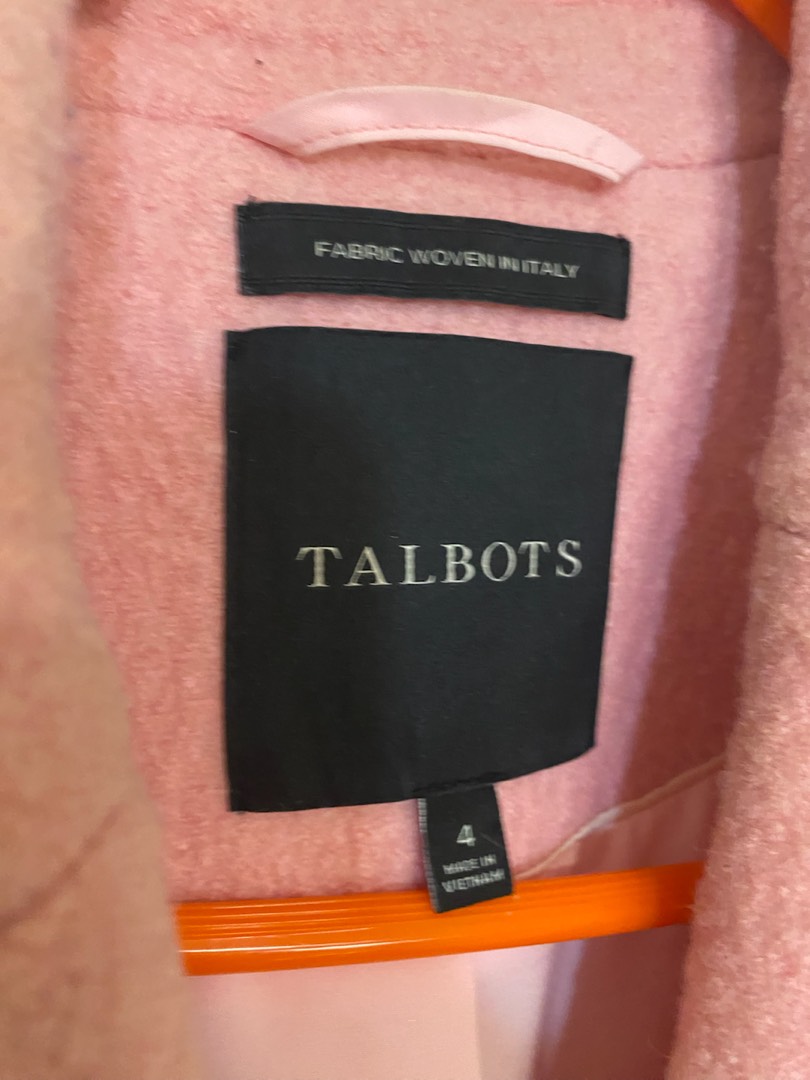 FABRIC WOVEN IN ITALY
TALBOTS
4
MADE IN
VIETNAM